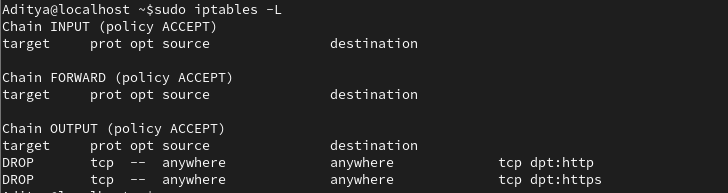 Aditya@localhost ~$sudo iptables -L
Chain INPUT (policy ACCEPT)
target     prot opt source               destination
Chain FORWARD (policy ACCEPT)
target     prot opt source               destination
Chain OUTPUT (policy ACCEPT)
target     prot opt source               destination
DROP       tcp  --  anywhere             anywhere             tcp dpt:http
DROP       tcp  --  anywhere             anywhere             tcp dpt:https